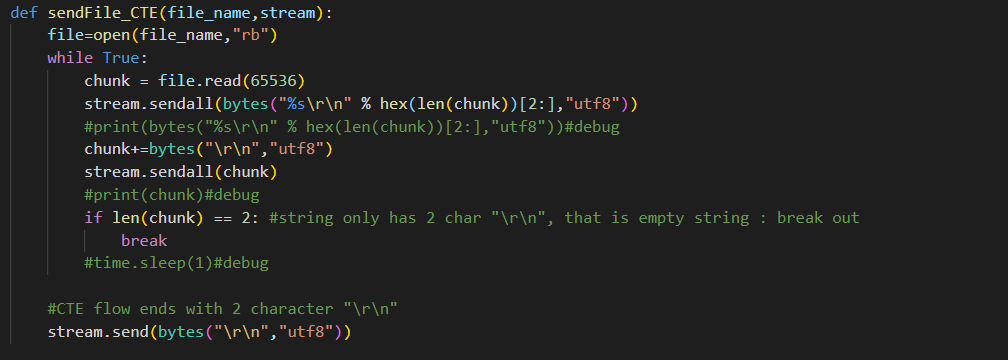 def sendFile_CTE(file_name,stream):
    file=open(file_name,"rb")
    while True:
        chunk = file.read(65536)
        stream.sendall(bytes("%s\r\n" % hex(len(chunk))[2:],"utf8"))
        #print(bytes("%s\r\n" % hex(len(chunk))[2:],"utf8"))#debug
        chunk+=bytes("\r\n","utf8")
        stream.sendall(chunk)
        #print(chunk)#debug
        if len(chunk) == 2: #string only has 2 char "\r\n", that is empty string : break out
            break
        #time.sleep(1)#debug
    #CTE flow ends with 2 character "\r\n"
    stream.send(bytes("\r\n","utf8"))